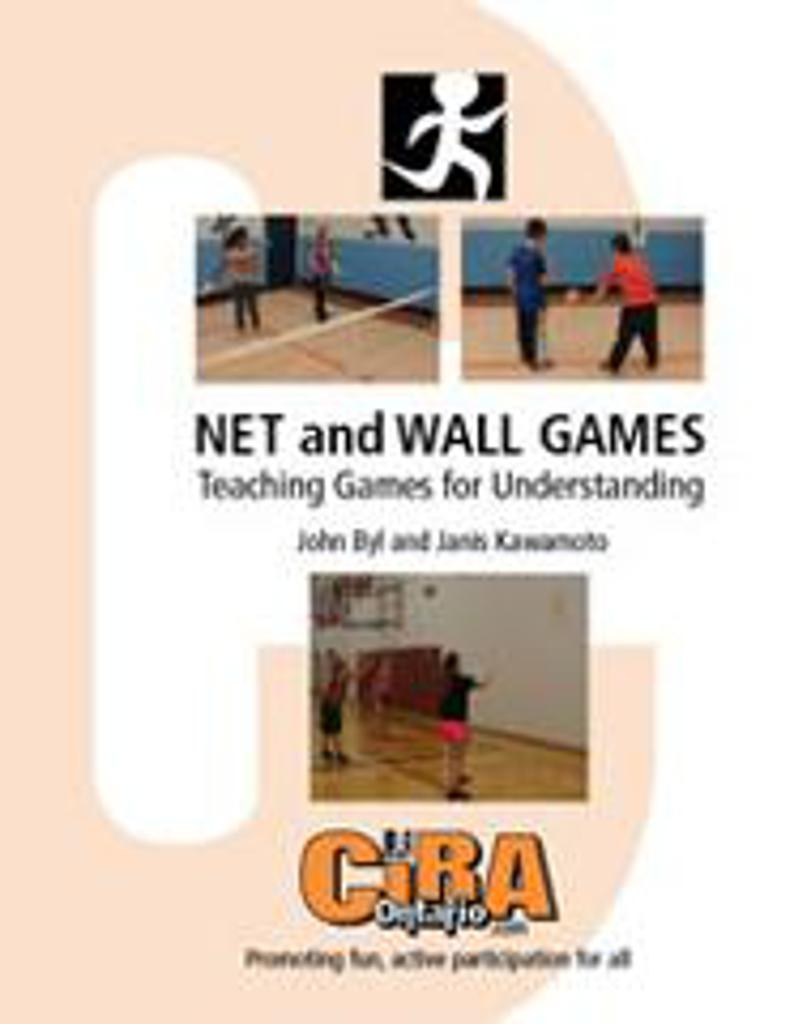 NET and WALL GAMES
Teaching Games for Understanding
John Byl and Janis Kawamoto
CiRA
Ontario
.com
Promoting fun, active participation for all